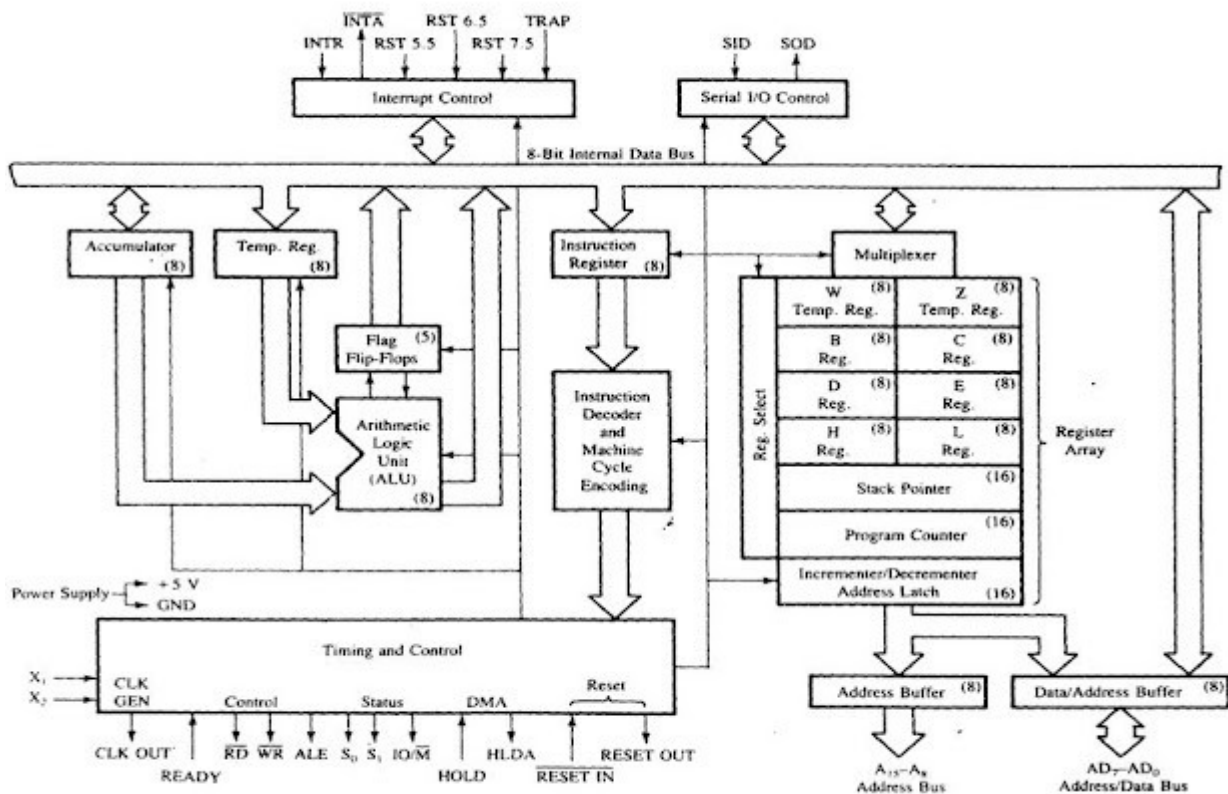 INTA
RST 6.5
TRAP
INTR
RST 5.5
RST 7.5
SID
SOD
Interrupt Control
Serial I/O Control
8-Bit Internal Data Bus
Accumulator
(8)
Temp. Reg.
(8)
Instruction
Register
(8)
Multiplexer
Flag
(5)
Flip-Flops
Arithmetic
Logic
Unit
(ALU)
(8)
Instruction
Decoder
and
Machine
Cycle
Encoding
Reg. Select
W
(8)
Temp. Reg.
Z
(8)
Temp. Reg.
B
(8)
Reg.
C
(8)
Reg.
D
(8)
Reg.
E
(8)
Reg.
H
(8)
Reg.
L
(8)
Reg.
(16)
Stack Pointer
(16)
Program Counter
Incrementer/Decrementer
Address Latch
(16)
Register
Array
Power Supply
+5 V
GND
Timing and Control
X₁
X₂
CLK
GEN
Control
Status
DMA
Reset
CLK OUT
READY
RD
WR
ALE
S₀
S₁
IO/M
HOLD
HLDA
RESET IN
RESET OUT
Address Buffer
(8)
Data/Address Buffer
(8)
A₁₅–A₈
Address Bus
AD₇–AD₀
Address/Data Bus